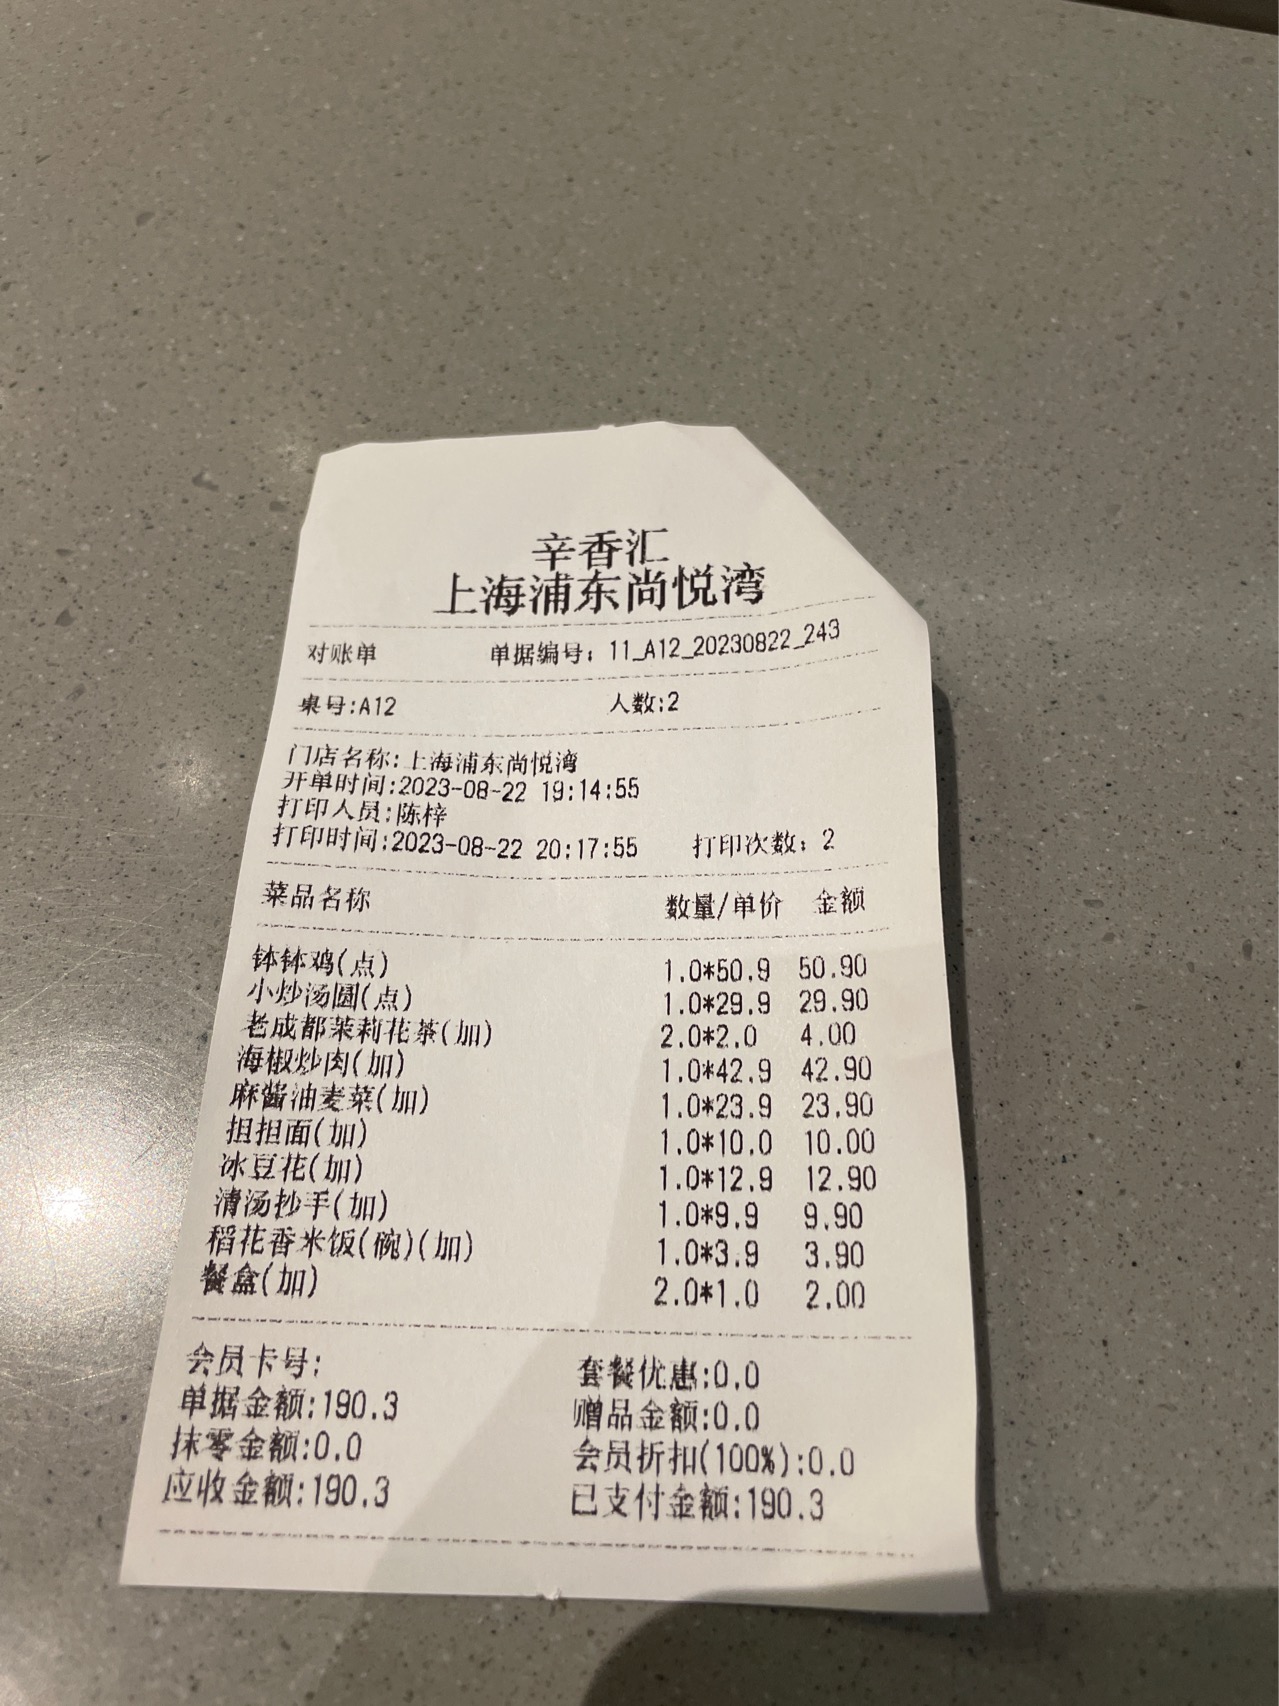 辛香汇
上海浦东尚悦湾
对账单 单据编号：11_A12_20230822_243
桌号:A12 人数:2
门店名称:上海浦东尚悦湾
开单时间:2023-08-22 19:14:55
打印人员:陈梓
打印时间:2023-08-22 20:17:55 打印次数：2
菜品名称 数量/单价 金额
钵钵鸡(点) 1.0*50.9 50.90
小炒汤圆(点) 1.0*29.9 29.90
老成都茉莉花茶(加) 2.0*2.0 4.00
海椒炒肉(加) 1.0*42.9 42.90
麻酱油麦菜(加) 1.0*23.9 23.90
担担面(加) 1.0*10.0 10.00
冰豆花(加) 1.0*12.9 12.90
清汤抄手(加) 1.0*9.9 9.90
稻花香米饭(碗)(加) 1.0*3.9 3.90
餐盒(加) 2.0*1.0 2.00
会员卡号: 套餐优惠:0.0
单据金额:190.3 赠品金额:0.0
抹零金额:0.0 会员折扣(100%):0.0
应收金额:190.3 已支付金额:190.3